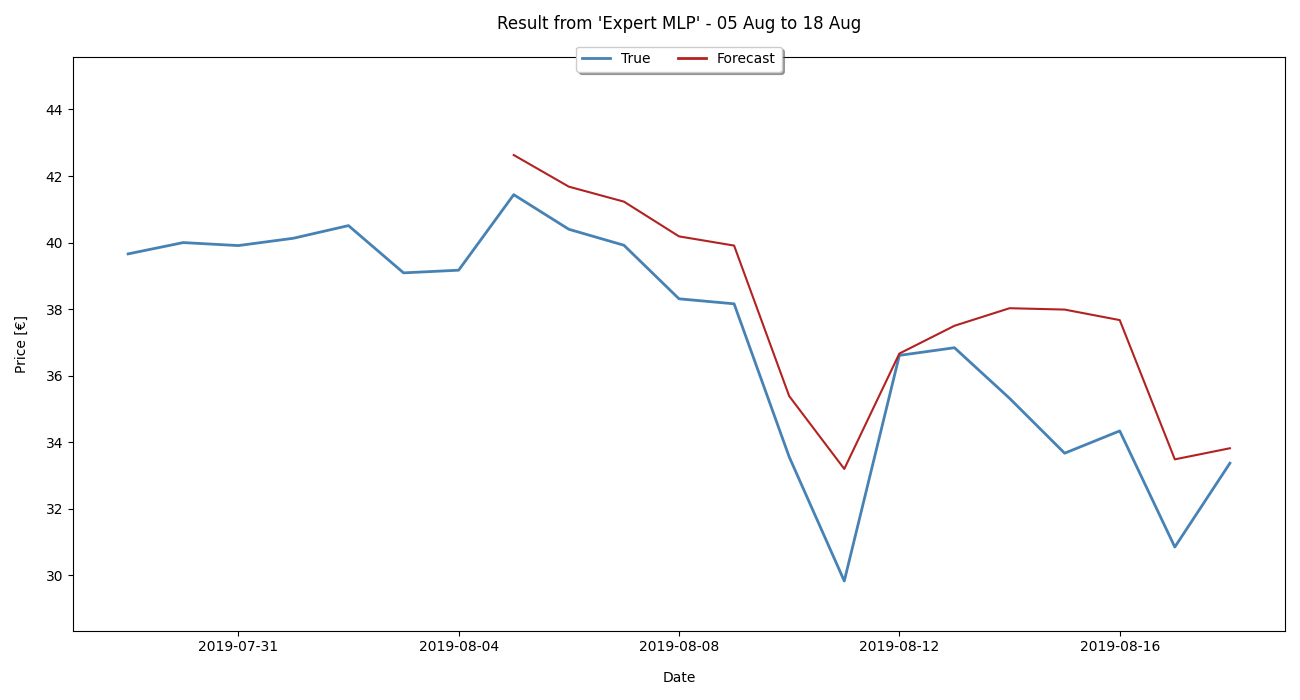 Result from 'Expert MLP' - 05 Aug to 18 Aug
True Forecast
44
42
40
38
36
34
32
30
Price [€]
2019-07-31 2019-08-04 2019-08-08 2019-08-12 2019-08-16
Date